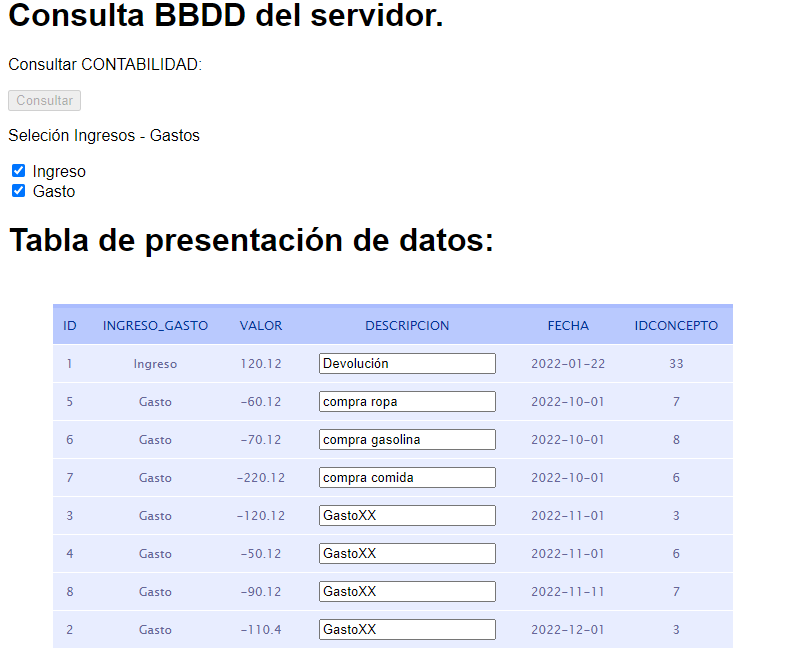 Consulta BBDD del servidor.
Consultar CONTABILIDAD:
Consultar
Seleción Ingresos - Gastos
Ingreso
Gasto
Tabla de presentación de datos:
ID INGRESO_GASTO VALOR DESCRIPCION FECHA IDCONCEPTO
1 Ingreso 120.12 Devolución 2022-01-22 33
5 Gasto -60.12 compra ropa 2022-10-01 7
6 Gasto -70.12 compra gasolina 2022-10-01 8
7 Gasto -220.12 compra comida 2022-10-01 6
3 Gasto -120.12 GastoXX 2022-11-01 3
4 Gasto -50.12 GastoXX 2022-11-01 6
8 Gasto -90.12 GastoXX 2022-11-11 7
2 Gasto -110.4 GastoXX 2022-12-01 3